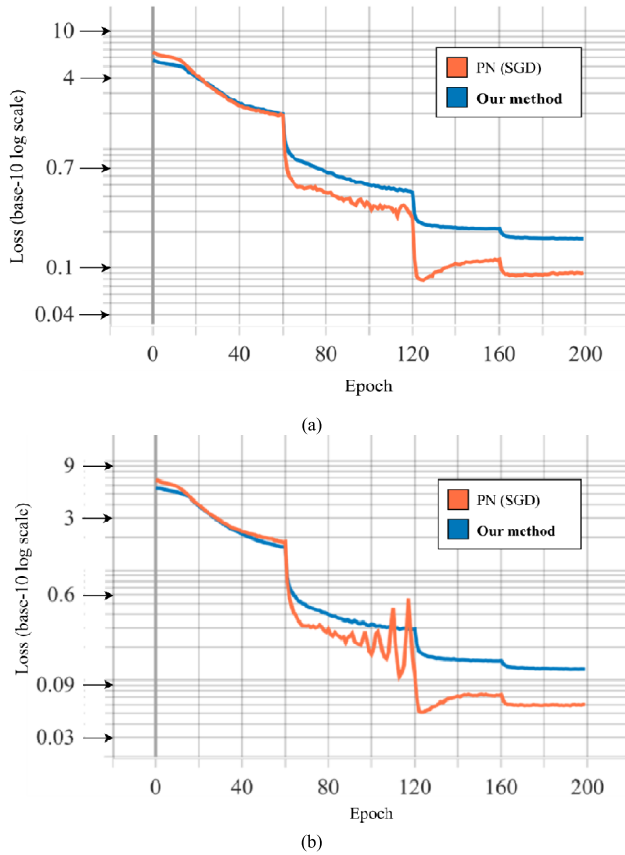 10
4
0.7
0.1
0.04
Loss (base-10 log scale)
PN (SGD)
Our method
0 40 80 120 160 200
Epoch
(a)
9
3
0.6
0.09
0.03
Loss (base-10 log scale)
PN (SGD)
Our method
0 40 80 120 160 200
Epoch
(b)